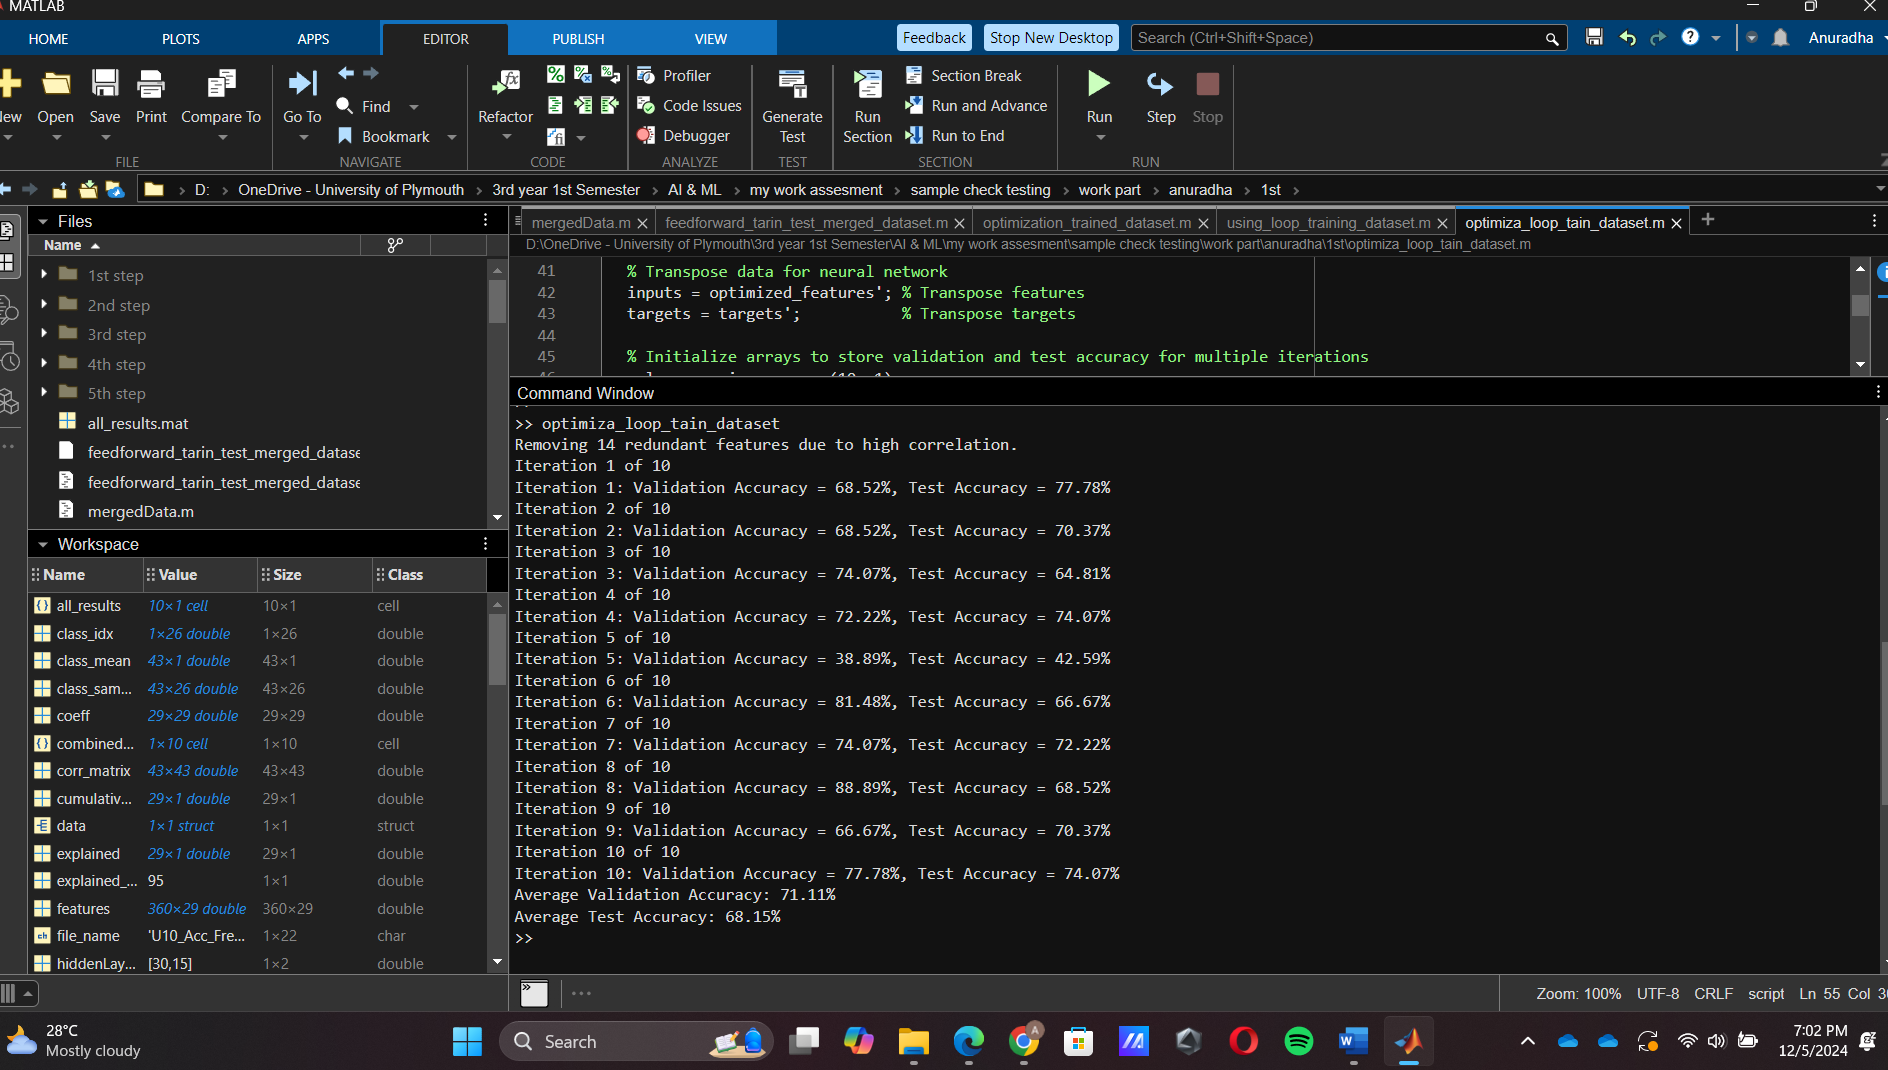 MATLAB
HOME PLOTS APPS EDITOR PUBLISH VIEW Feedback Stop New Desktop Search (Ctrl+Shift+Space) Anuradha
Open Save Print Compare To Go To Find Bookmark Refactor Profiler Code Issues Debugger Generate Test Run Section Section Break Run and Advance Run to End Run Step Stop
FILE NAVIGATE CODE ANALYZE TEST SECTION RUN
D: › OneDrive - University of Plymouth › 3rd year 1st Semester › AI & ML › my work assesment › sample check testing › work part › anuradha › 1st ›
Files
Name
1st step
2nd step
3rd step
4th step
5th step
all_results.mat
feedforward_tarin_test_merged_datase
feedforward_tarin_test_merged_datase
mergedData.m
Workspace
Name Value Size Class
all_results 10×1 cell 10×1 cell
class_idx 1×26 double 1×26 double
class_mean 43×1 double 43×1 double
class_sam... 43×26 double 43×26 double
coeff 29×29 double 29×29 double
combined... 1×10 cell 1×10 cell
corr_matrix 43×43 double 43×43 double
cumulativ... 29×1 double 29×1 double
data 1×1 struct 1×1 struct
explained 29×1 double 29×1 double
explained_... 95 1×1 double
features 360×29 double 360×29 double
file_name 'U10_Acc_Fre... 1×22 char
hiddenLay... [30,15] 1×2 double
mergedData.m feedforward_tarin_test_merged_dataset.m optimization_trained_dataset.m using_loop_training_dataset.m optimiza_loop_tain_dataset.m
D:\OneDrive - University of Plymouth\3rd year 1st Semester\AI & ML\my work assesment\sample check testing\work part\anuradha\1st\optimiza_loop_tain_dataset.m
41 % Transpose data for neural network
42 inputs = optimized_features'; % Transpose features
43 targets = targets'; % Transpose targets
44
45 % Initialize arrays to store validation and test accuracy for multiple iterations
Command Window
>> optimiza_loop_tain_dataset
Removing 14 redundant features due to high correlation.
Iteration 1 of 10
Iteration 1: Validation Accuracy = 68.52%, Test Accuracy = 77.78%
Iteration 2 of 10
Iteration 2: Validation Accuracy = 68.52%, Test Accuracy = 70.37%
Iteration 3 of 10
Iteration 3: Validation Accuracy = 74.07%, Test Accuracy = 64.81%
Iteration 4 of 10
Iteration 4: Validation Accuracy = 72.22%, Test Accuracy = 74.07%
Iteration 5 of 10
Iteration 5: Validation Accuracy = 38.89%, Test Accuracy = 42.59%
Iteration 6 of 10
Iteration 6: Validation Accuracy = 81.48%, Test Accuracy = 66.67%
Iteration 7 of 10
Iteration 7: Validation Accuracy = 74.07%, Test Accuracy = 72.22%
Iteration 8 of 10
Iteration 8: Validation Accuracy = 88.89%, Test Accuracy = 68.52%
Iteration 9 of 10
Iteration 9: Validation Accuracy = 66.67%, Test Accuracy = 70.37%
Iteration 10 of 10
Iteration 10: Validation Accuracy = 77.78%, Test Accuracy = 74.07%
Average Validation Accuracy: 71.11%
Average Test Accuracy: 68.15%
>>
Zoom: 100% UTF-8 CRLF script Ln 55 Col
28°C
Mostly cloudy
Search
7:02 PM
12/5/2024